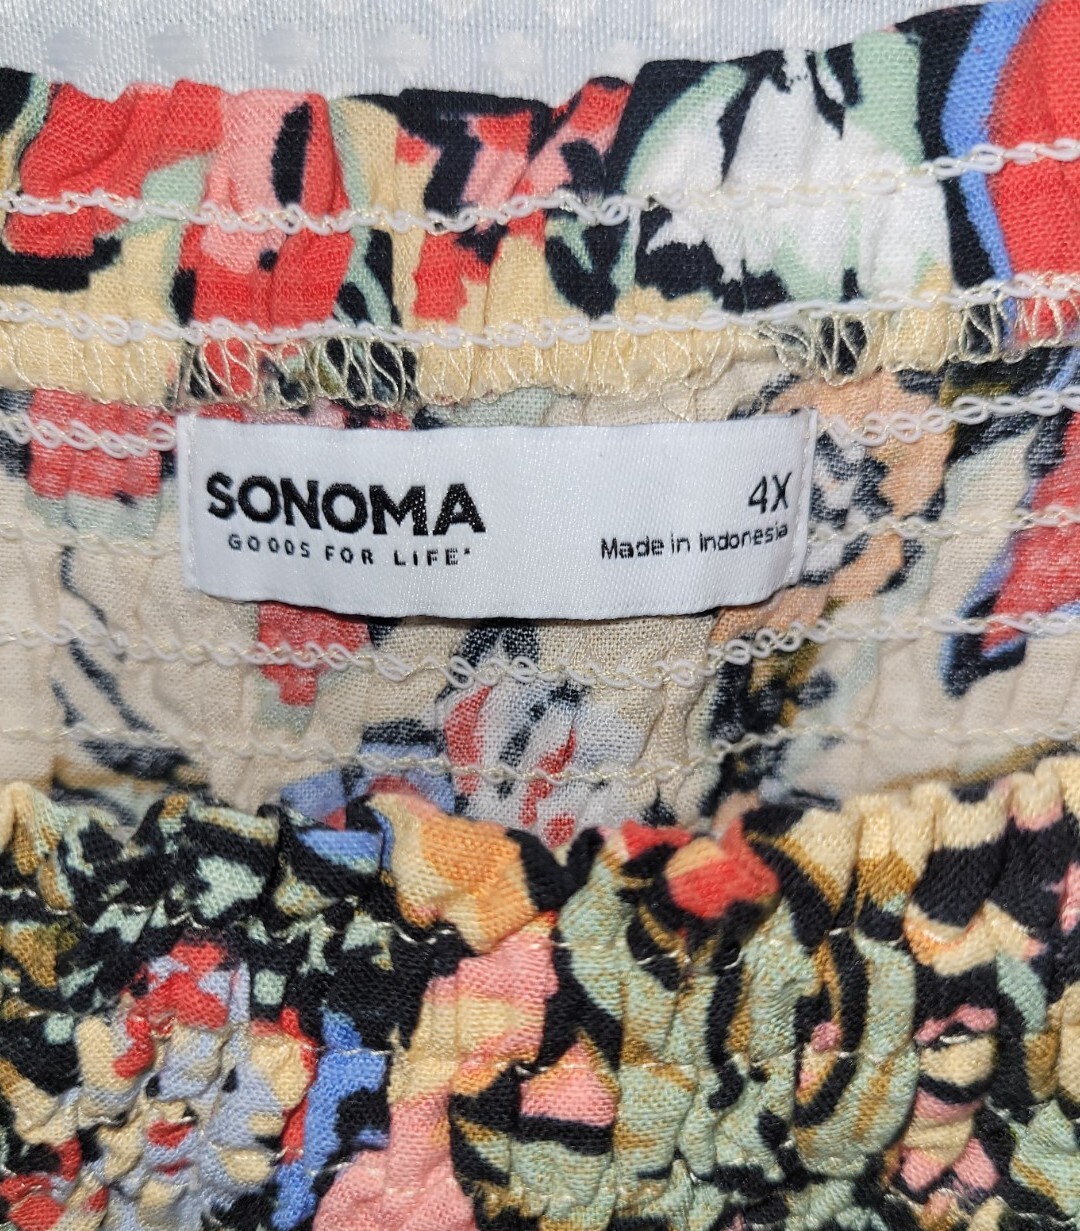 SONOMA
GOODS FOR LIFE*
4X
Made in Indonesia